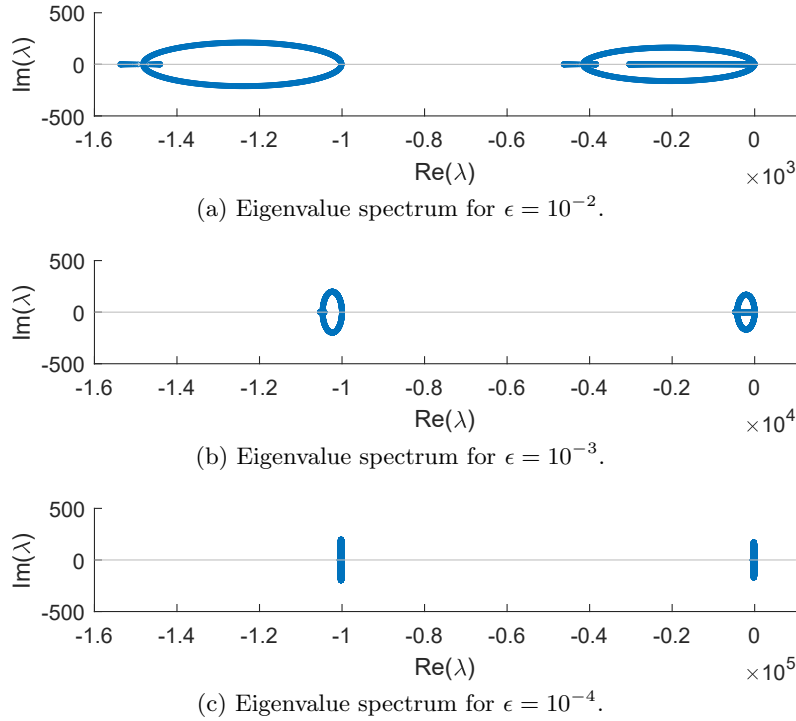 500
0
-500
Im(λ)
-1.6 -1.4 -1.2 -1 -0.8 -0.6 -0.4 -0.2 0
Re(λ)
×10³
(a) Eigenvalue spectrum for ϵ = 10⁻².
500
0
-500
Im(λ)
-1.6 -1.4 -1.2 -1 -0.8 -0.6 -0.4 -0.2 0
Re(λ)
×10⁴
(b) Eigenvalue spectrum for ϵ = 10⁻³.
500
0
-500
Im(λ)
-1.6 -1.4 -1.2 -1 -0.8 -0.6 -0.4 -0.2 0
Re(λ)
×10⁵
(c) Eigenvalue spectrum for ϵ = 10⁻⁴.